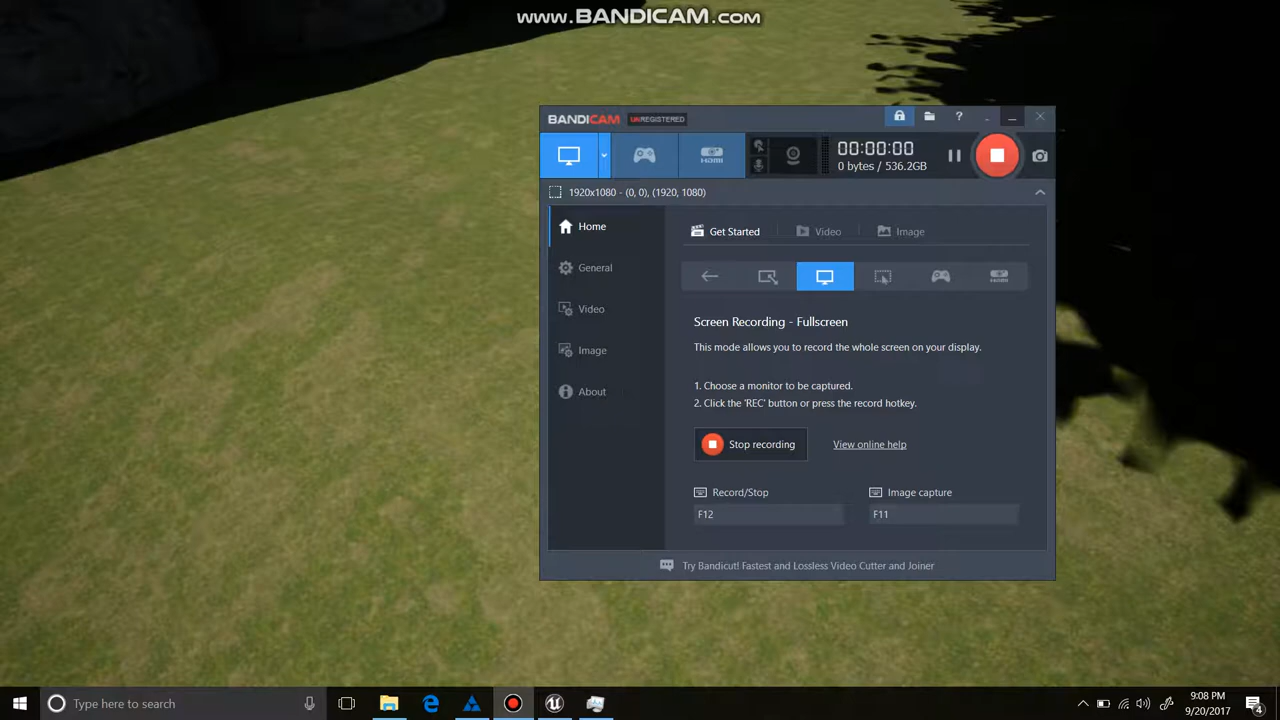 www.BANDICAM.com
BANDICAM UNREGISTERED
?
HDMI
00:00:00
0 bytes / 536.2GB
1920x1080 - (0, 0), (1920, 1080)
Home
General
Video
Image
About
Get Started
Video
Image
HDMI
Screen Recording - Fullscreen
This mode allows you to record the whole screen on your display.
1. Choose a monitor to be captured.
2. Click the 'REC' button or press the record hotkey.
Stop recording
View online help
Record/Stop
Image capture
F12
F11
Try Bandicut! Fastest and Lossless Video Cutter and Joiner
Type here to search
9:08 PM
9/20/2017
4